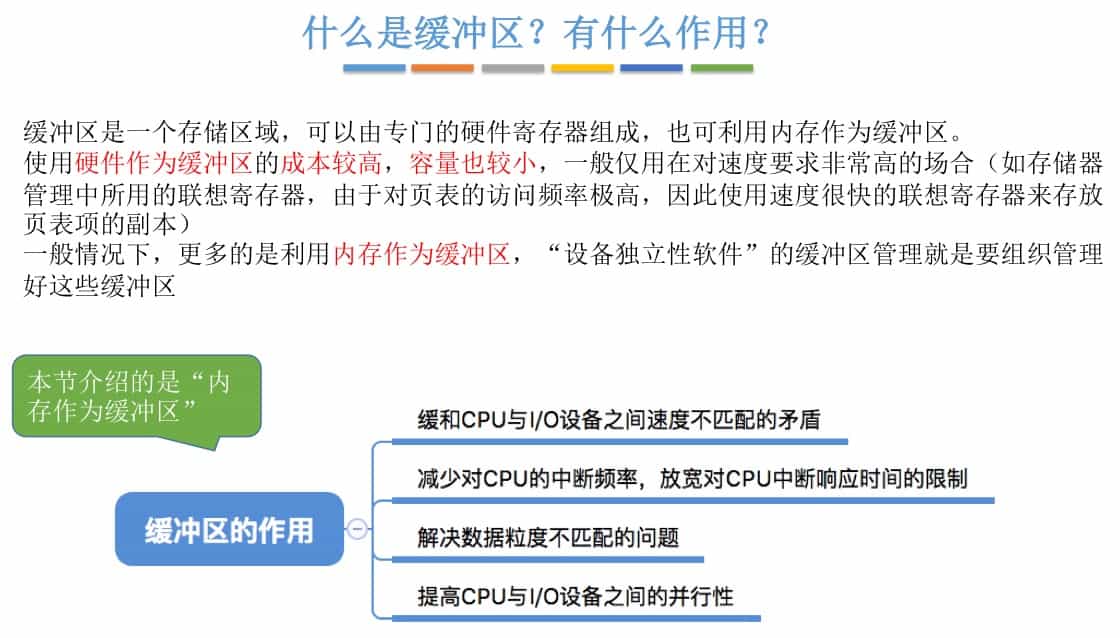 什么是缓冲区？有什么作用？
缓冲区是一个存储区域，可以由专门的硬件寄存器组成，也可利用内存作为缓冲区。
使用硬件作为缓冲区的成本较高，容量也较小，一般仅用在对速度要求非常高的场合（如存储器
管理中所用的联想寄存器，由于对页表的访问频率极高，因此使用速度很快的联想寄存器来存放
页表项的副本）
一般情况下，更多的是利用内存作为缓冲区，“设备独立性软件”的缓冲区管理就是要组织管理
好这些缓冲区
本节介绍的是“内
存作为缓冲区”
缓冲区的作用
缓和CPU与I/O设备之间速度不匹配的矛盾
减少对CPU的中断频率，放宽对CPU中断响应时间的限制
解决数据粒度不匹配的问题
提高CPU与I/O设备之间的并行性